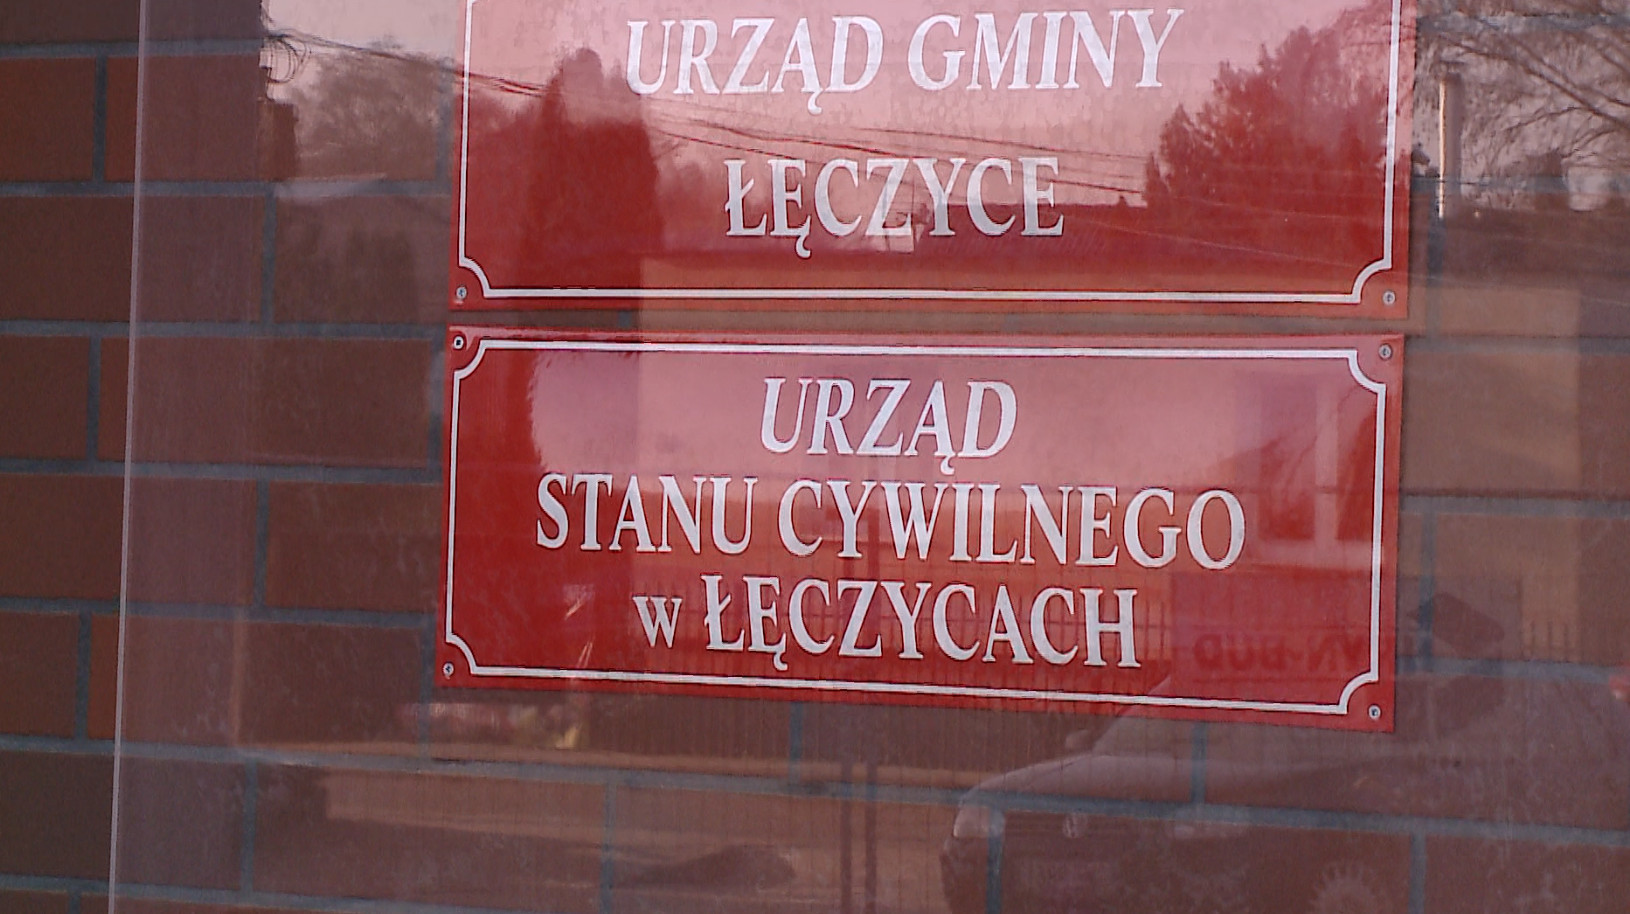 URZĄD GMINY
ŁĘCZYCE
URZĄD
STANU CYWILNEGO
w ŁĘCZYCACH